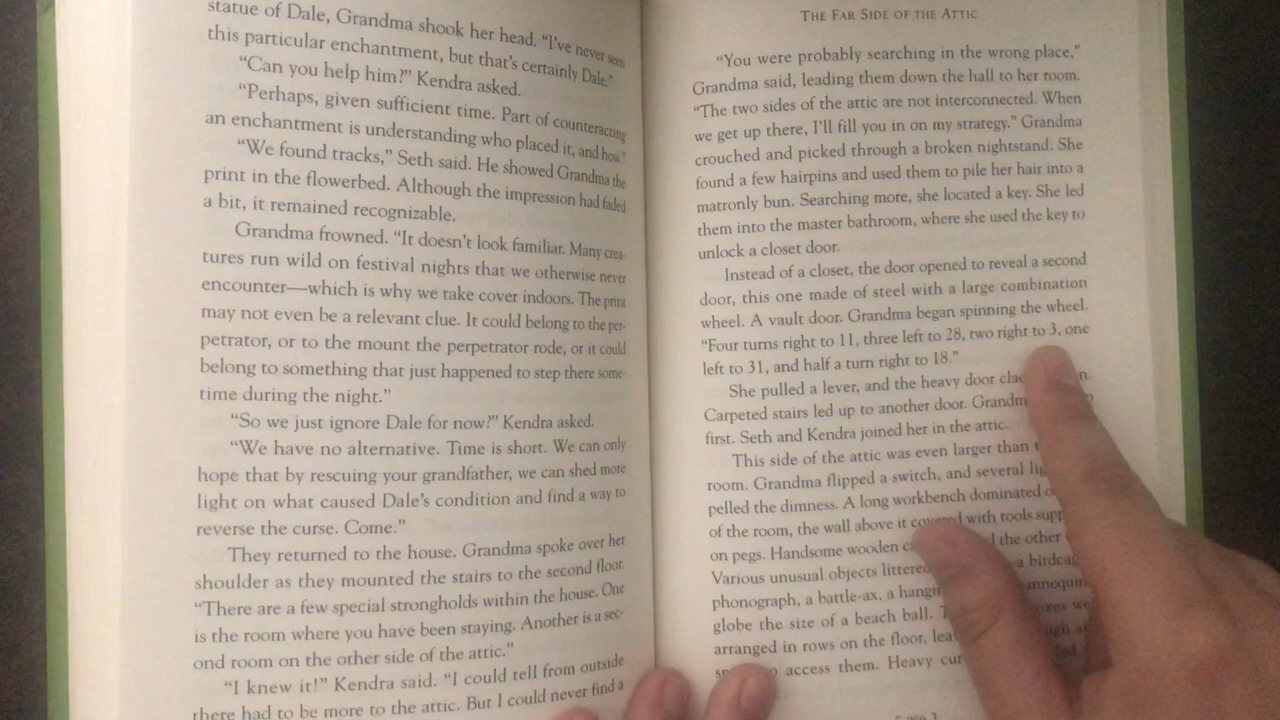 statue of Dale, Grandma shook her head. “I’ve never seen
this particular enchantment, but that’s certainly Dale.”
“Can you help him?” Kendra asked.
“Perhaps, given sufficient time. Part of counteracting
an enchantment is understanding who placed it, and how.”
“We found tracks,” Seth said. He showed Grandma the
print in the flowerbed. Although the impression had faded
a bit, it remained recognizable.
Grandma frowned. “It doesn’t look familiar. Many crea-
tures run wild on festival nights that we otherwise never
encounter—which is why we take cover indoors. The print
may not even be a relevant clue. It could belong to the per-
petrator, or to the mount the perpetrator rode, or it could
belong to something that just happened to step there some-
time during the night.”
“So we just ignore Dale for now?” Kendra asked.
“We have no alternative. Time is short. We can only
hope that by rescuing your grandfather, we can shed more
light on what caused Dale’s condition and find a way to
reverse the curse. Come.”
They returned to the house. Grandma spoke over her
shoulder as they mounted the stairs to the second floor.
“There are a few special strongholds within the house. One
is the room where you have been staying. Another is a sec-
ond room on the other side of the attic.”
“I knew it!” Kendra said. “I could tell from outside
there had to be more to the attic. But I could never find a
The Far Side of the Attic
“You were probably searching in the wrong place,”
Grandma said, leading them down the hall to her room.
“The two sides of the attic are not interconnected. When
we get up there, I’ll fill you in on my strategy.” Grandma
crouched and picked through a broken nightstand. She
found a few hairpins and used them to pile her hair into a
matronly bun. Searching more, she located a key. She led
them into the master bathroom, where she used the key to
unlock a closet door.
Instead of a closet, the door opened to reveal a second
door, this one made of steel with a large combination
wheel. A vault door. Grandma began spinning the wheel.
“Four turns right to 11, three left to 28, two right to 3, one
left to 31, and half a turn right to 18.”
She pulled a lever, and the heavy door
Carpeted stairs led up to another door.
first. Seth and Kendra joined her in the attic.
This side of the attic was even larger than
room. Grandma flipped a switch, and several
pelled the dimness. A long workbench dominated
of the room, the wall above it covered with tools
on pegs. Handsome wooden the other
Various unusual objects littered a
phonograph, a battle-ax, a
globe the size of a beach ball.
arranged in rows on the floor,
access them. Heavy